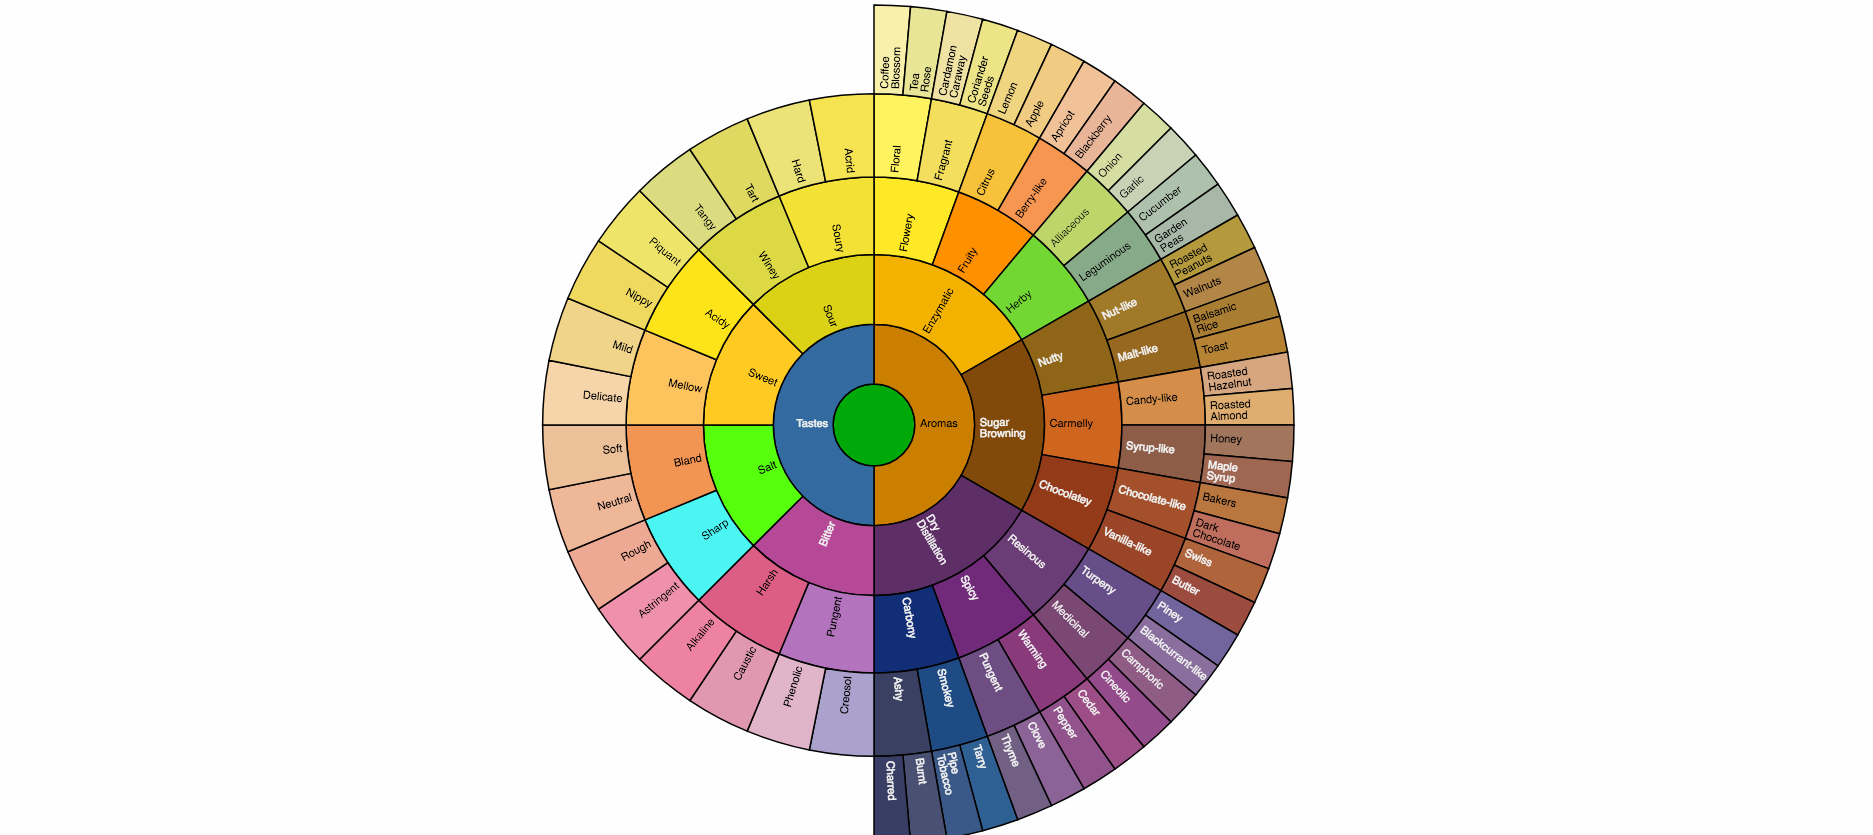 Coffee
Blossom
Tea
Rose
Cardamon
Caraway
Coriander
Seeds
Lemon
Apple
Apricot
Blackberry
Onion
Garlic
Cucumber
Garden
Peas
Roasted
Peanuts
Walnuts
Balsamic
Rice
Toast
Roasted
Hazelnut
Roasted
Almond
Honey
Maple
Syrup
Bakers
Dark
Chocolate
Swiss
Butter
Piney
Blackcurrant-like
Camphoric
Cineolic
Cedar
Pepper
Clove
Thyme
Tarry
Pipe
Tobacco
Burnt
Charred
Floral
Fragrant
Citrus
Berry-like
Alliaceous
Leguminous
Nut-like
Malt-like
Candy-like
Syrup-like
Chocolate-like
Vanilla-like
Turpeny
Medicinal
Warming
Pungent
Smokey
Ashy
Flowery
Fruity
Herby
Nutty
Carmelly
Chocolatey
Resinous
Spicy
Carbony
Enzymatic
Sugar
Browning
Dry
Distillation
Aromas
Tastes
Sour
Sweet
Salt
Bitter
Soury
Winey
Acidy
Mellow
Bland
Sharp
Harsh
Pungent
Acrid
Hard
Tart
Tangy
Piquant
Nippy
Mild
Delicate
Soft
Neutral
Rough
Astringent
Alkaline
Caustic
Phenolic
Creosol